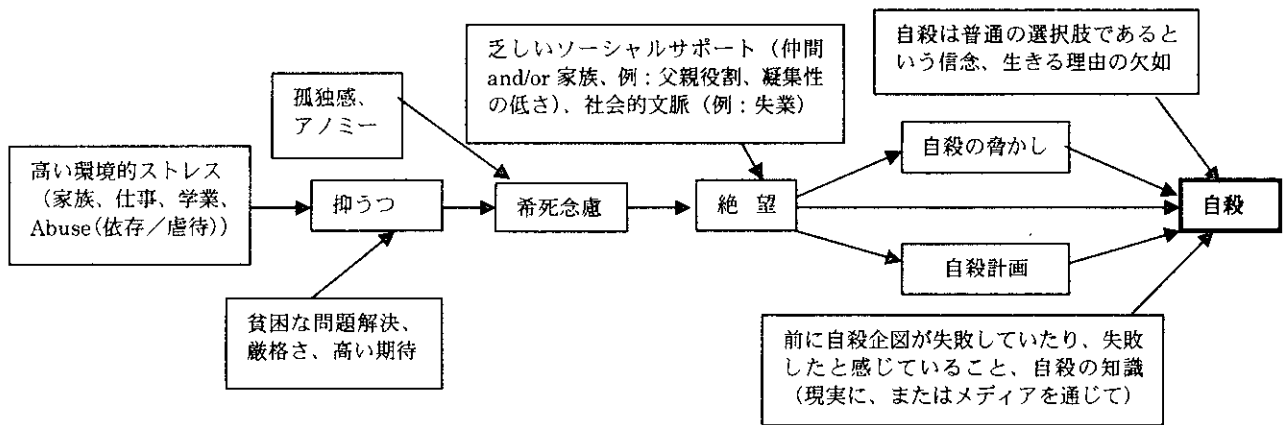 乏しいソーシャルサポート（仲間
and/or 家族、例：父親役割、凝集性
の低さ）、社会的文脈（例：失業）
自殺は普通の選択肢であると
いう信念、生きる理由の欠如
孤独感、
アノミー
高い環境的ストレス
（家族、仕事、学業、
Abuse（依存／虐待））
抑うつ
希死念慮
絶　望
自殺の脅かし
自殺計画
自殺
貧困な問題解決、
厳格さ、高い期待
前に自殺企図が失敗していたり、失敗
したと感じていること、自殺の知識
（現実に、またはメディアを通じて）